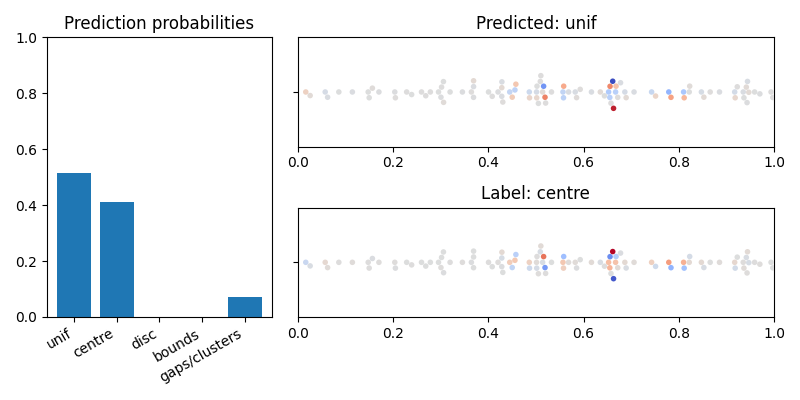 Prediction probabilities
1.0
0.8
0.6
0.4
0.2
0.0
unif
centre
disc
bounds
gaps/clusters
Predicted: unif
0.0 0.2 0.4 0.6 0.8 1.0
Label: centre
0.0 0.2 0.4 0.6 0.8 1.0